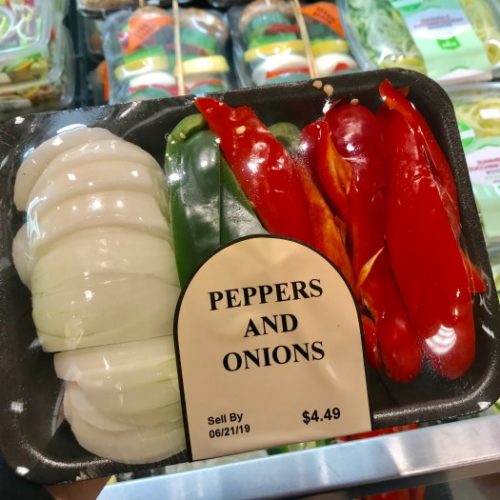 PEPPERS
AND
ONIONS
Sell By
06/21/19
$4.49